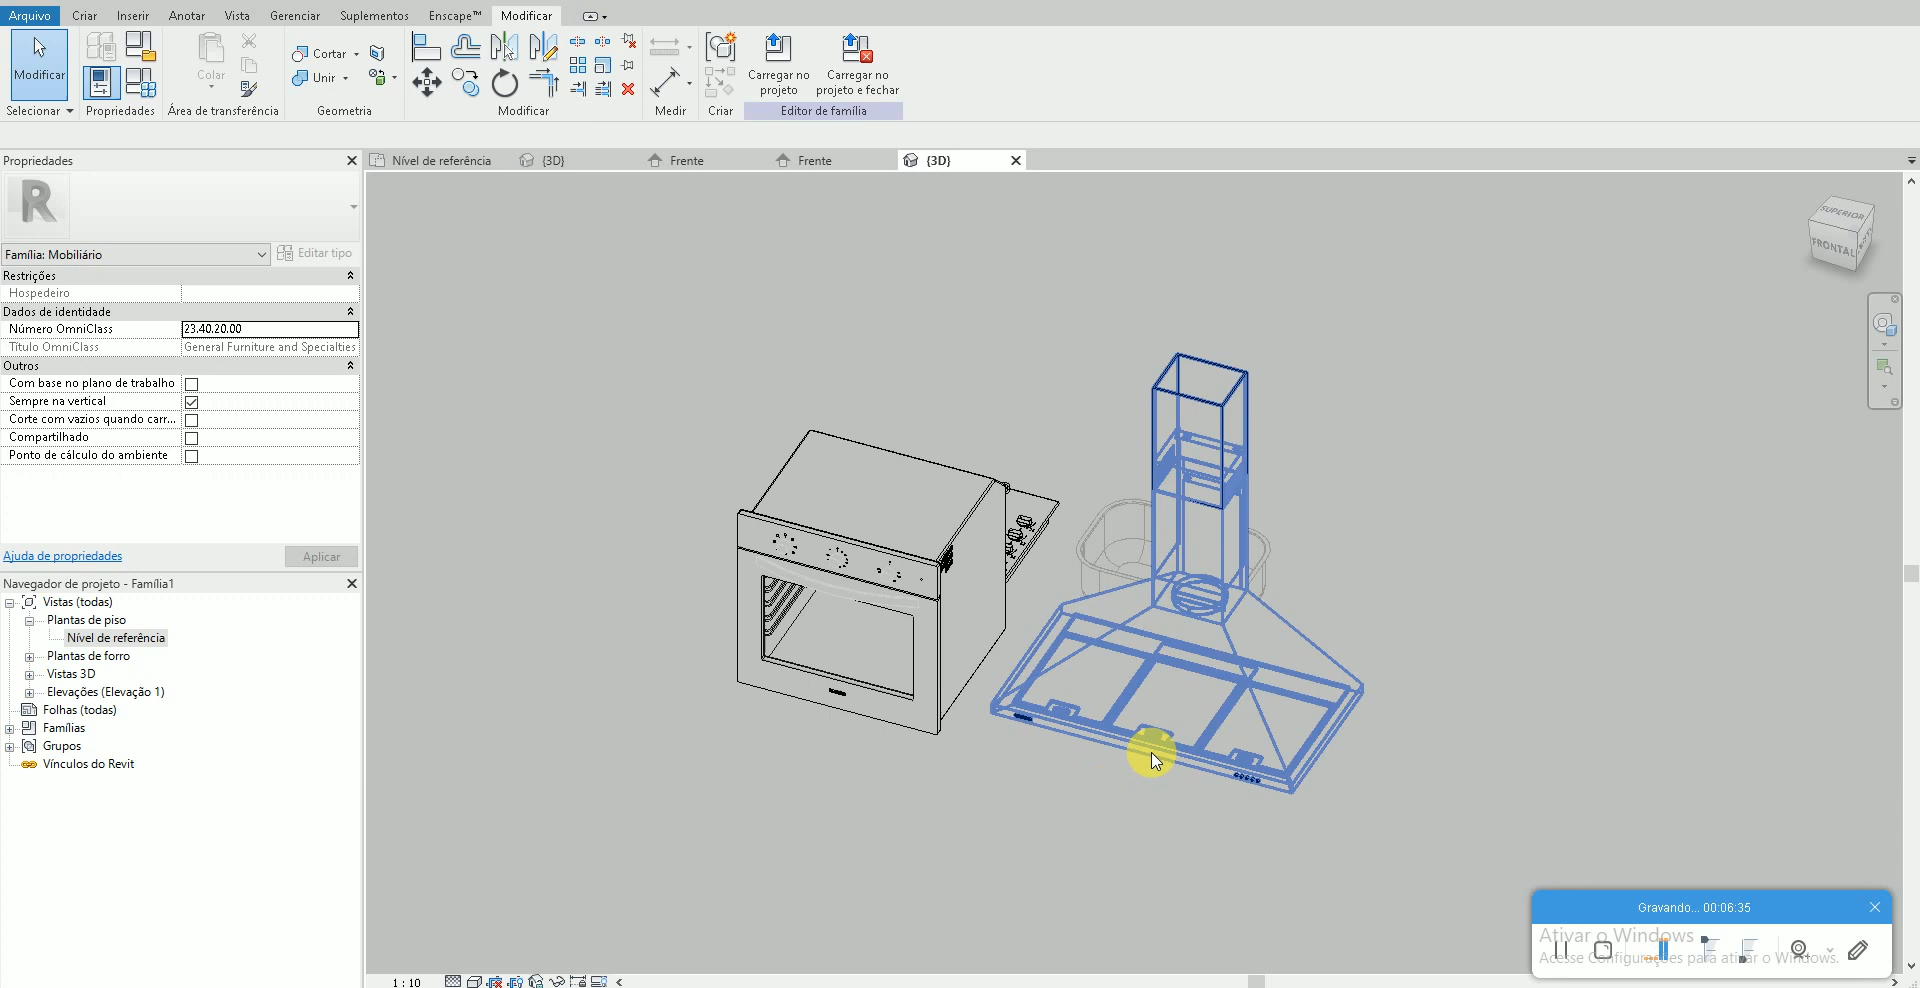 Arquivo Criar Inserir Anotar Vista Gerenciar Suplementos Enscape™ Modificar
Modificar
Selecionar
Propriedades
Colar
Área de transferência
Cortar
Unir
Geometria
Modificar
Medir
Criar
Carregar no
projeto
Carregar no
projeto e fechar
Editor de família
Propriedades
R
Família: Mobiliário
Editar tipo
Restrições
Hospedeiro
Dados de identidade
Número OmniClass 23.40.20.00
Título OmniClass General Furniture and Specialties
Outros
Com base no plano de trabalho
Sempre na vertical
Corte com vazios quando carr...
Compartilhado
Ponto de cálculo do ambiente
Ajuda de propriedades
Aplicar
Navegador de projeto - Família1
Vistas (todas)
Plantas de piso
Nível de referência
Plantas de forro
Vistas 3D
Elevações (Elevação 1)
Folhas (todas)
Famílias
Grupos
Vínculos do Revit
Nível de referência {3D} Frente Frente {3D}
SUPERIOR
FRONTAL
1 : 10
Gravando... 00:06:35
Ativar o Windows
Acesse Configurações para ativar o Windows.